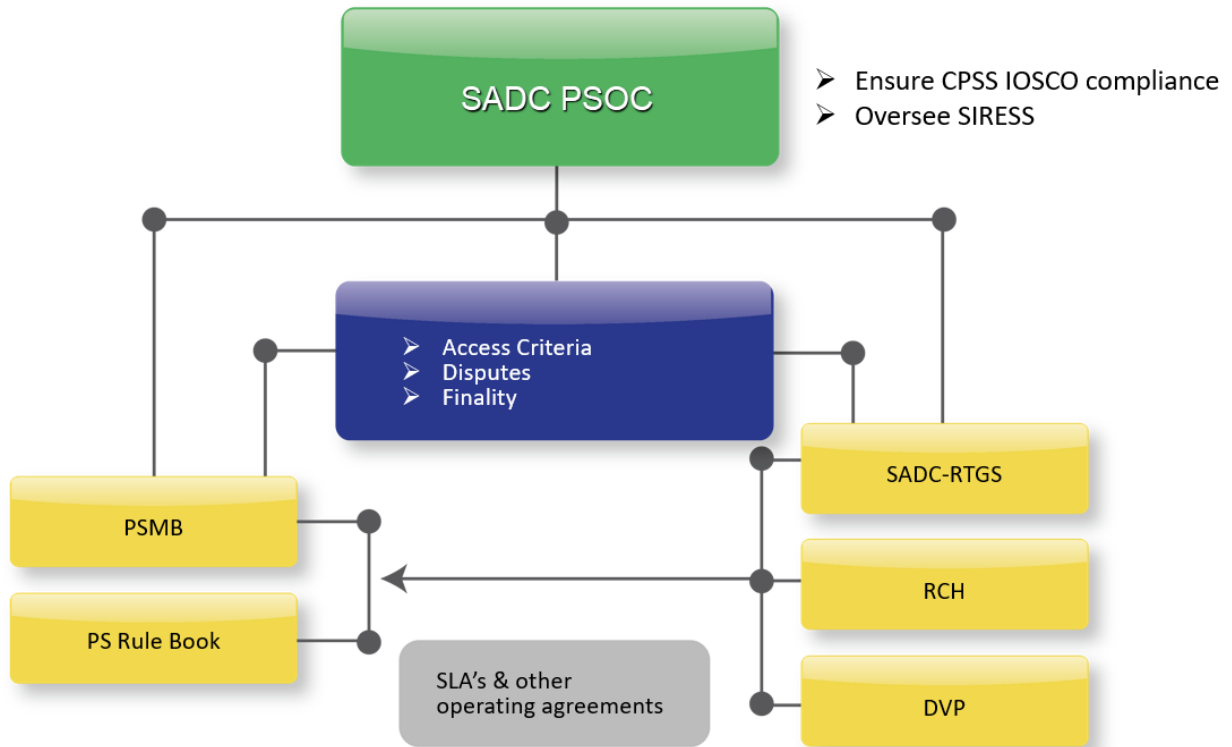 SADC PSOC
➢ Ensure CPSS IOSCO compliance
➢ Oversee SIRESS
➢ Access Criteria
➢ Disputes
➢ Finality
SADC-RTGS
PSMB
RCH
PS Rule Book
SLA's & other
operating agreements
DVP